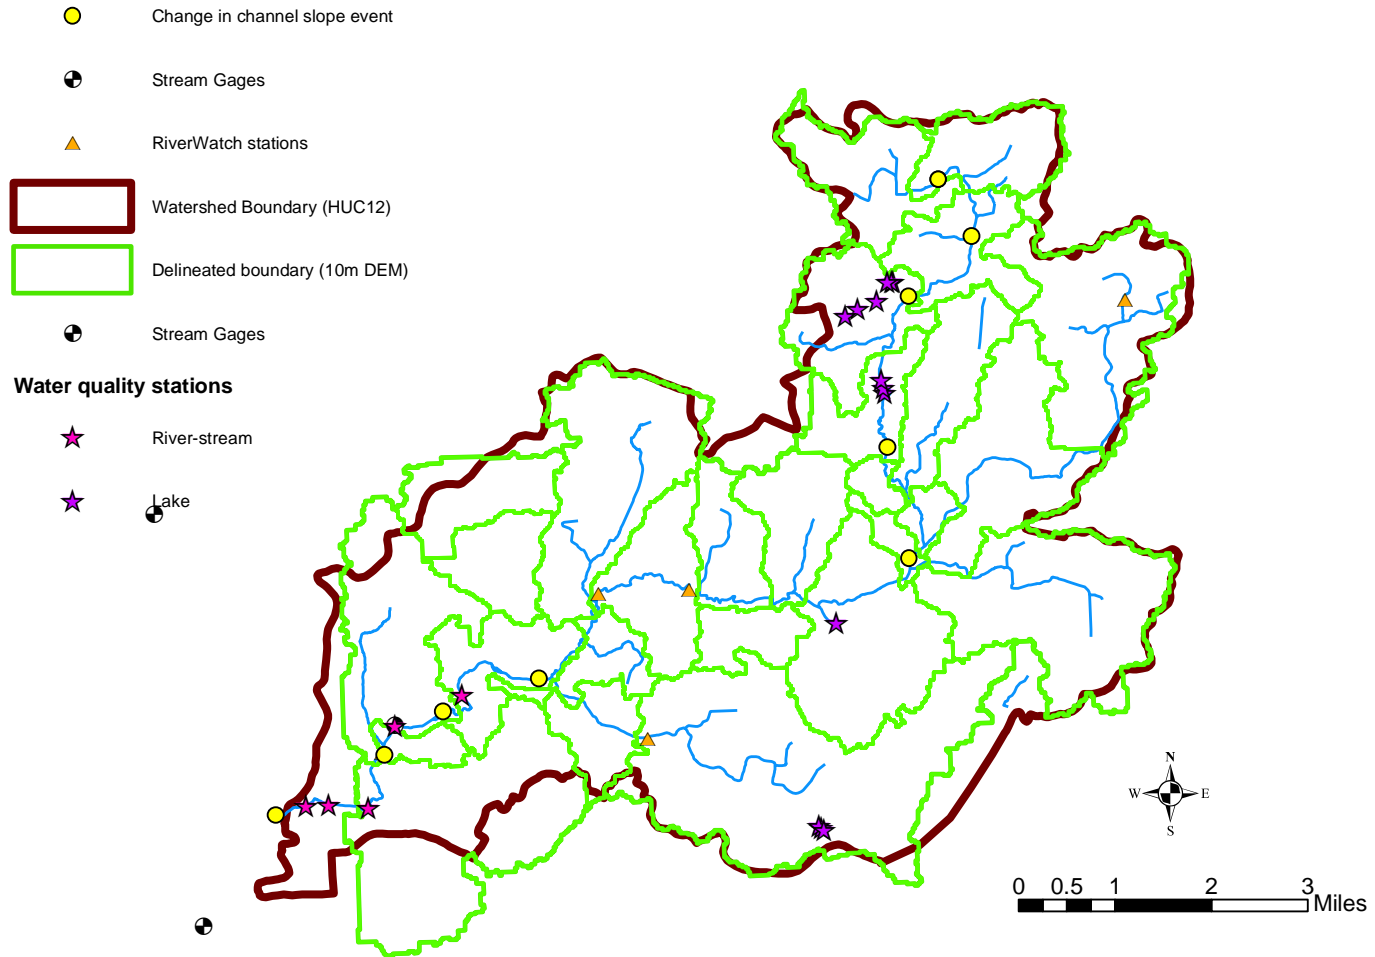 Change in channel slope event
Stream Gages
RiverWatch stations
Watershed Boundary (HUC12)
Delineated boundary (10m DEM)
Stream Gages
Water quality stations
River-stream
Lake
N
W E
S
0 0.5 1 2 3
Miles